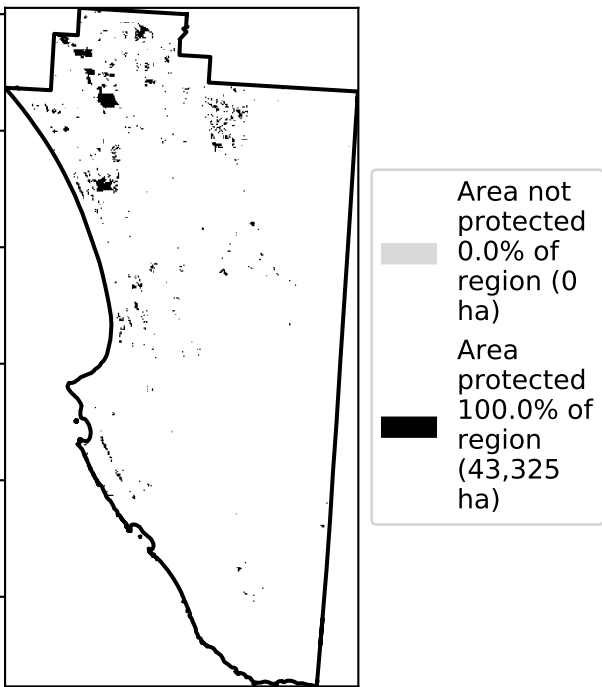 Area not
protected
0.0% of
region (0
ha)
Area
protected
100.0% of
region
(43,325
ha)